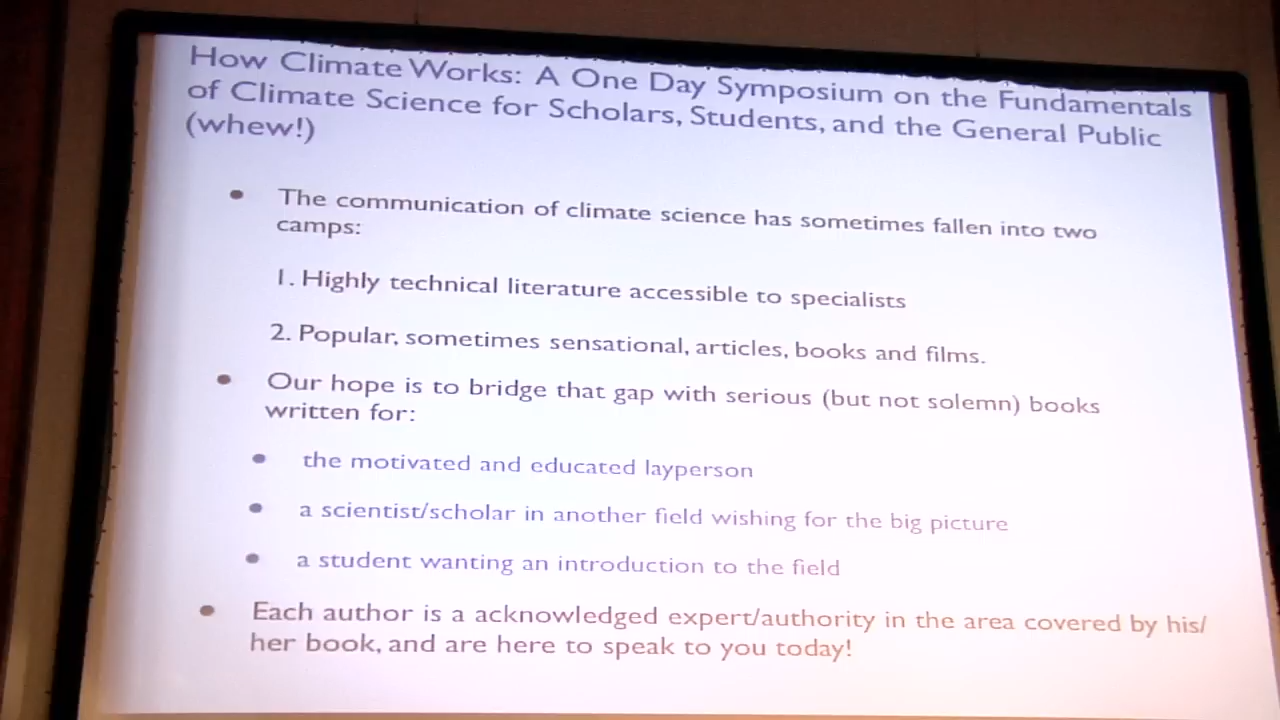 How Climate Works: A One Day Symposium on the Fundamentals
of Climate Science for Scholars, Students, and the General Public
(whew!)
• The communication of climate science has sometimes fallen into two
camps:
1. Highly technical literature accessible to specialists
2. Popular, sometimes sensational, articles, books and films.
• Our hope is to bridge that gap with serious (but not solemn) books
written for:
• the motivated and educated layperson
• a scientist/scholar in another field wishing for the big picture
• a student wanting an introduction to the field
• Each author is a acknowledged expert/authority in the area covered by his/
her book, and are here to speak to you today!